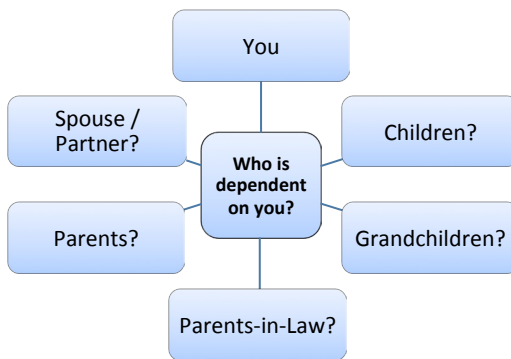 You
Spouse /
Partner?
Children?
Who is
dependent
on you?
Parents?
Grandchildren?
Parents-in-Law?